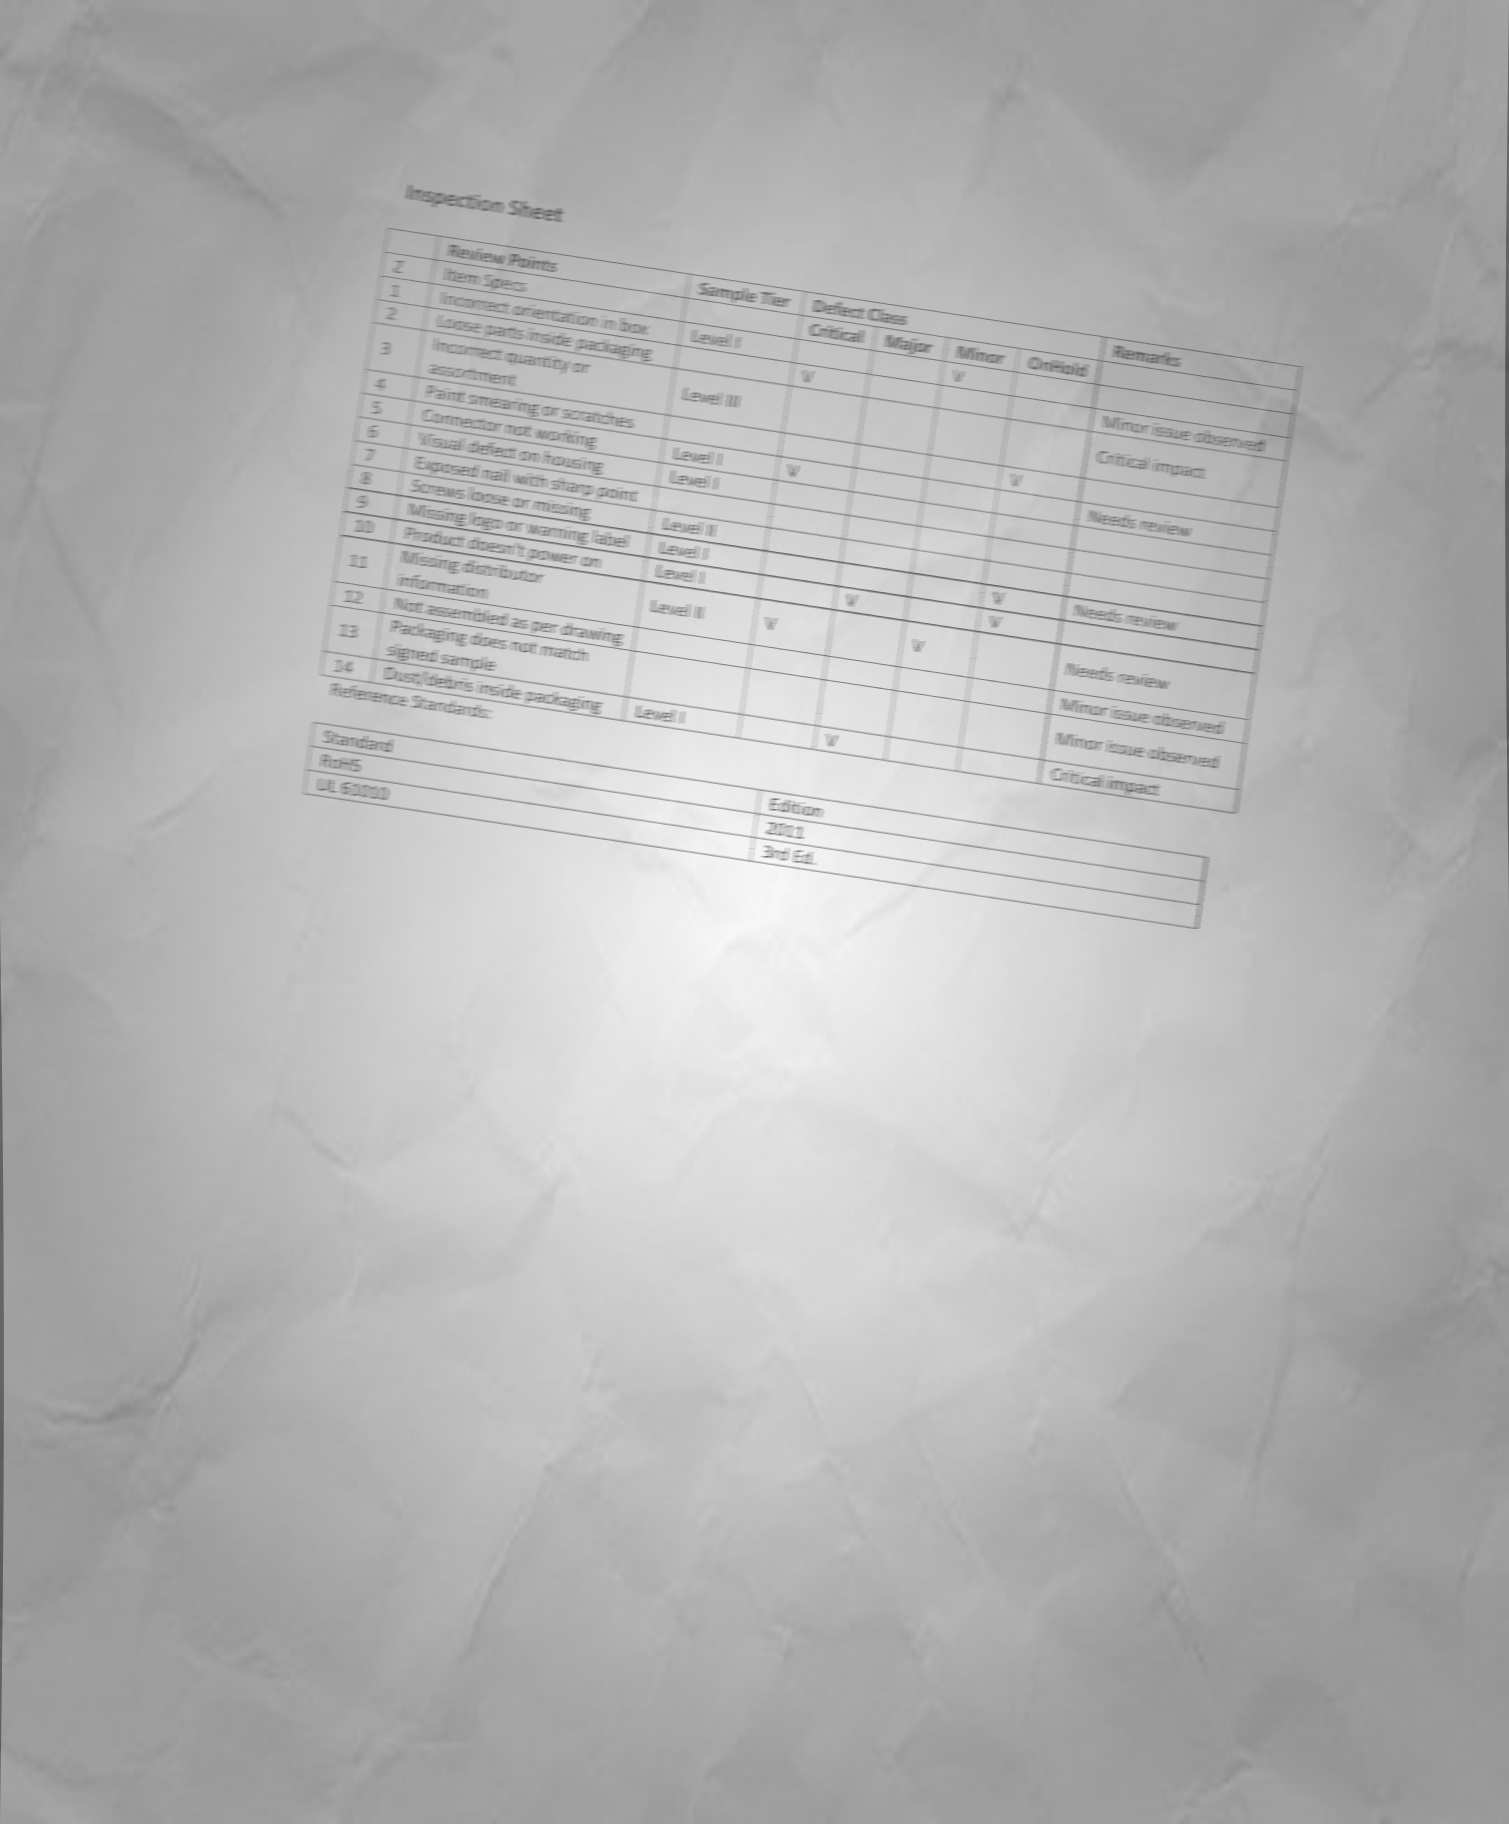 Inspection Sheet
Review Points Sample Tier Defect Class Remarks
Z Item Specs Critical Major Minor OnHold
1 Incorrect orientation in box Level I V
2 Loose parts inside packaging V Minor issue observed
3 Incorrect quantity or
assortment Level III Critical impact
4 Paint smearing or scratches V
5 Connector not working Level I V Needs review
6 Visual defect on housing Level I
7 Exposed nail with sharp point
8 Screws loose or missing Level II
9 Missing logo or warning label Level I V Needs review
10 Product doesn't power on Level I V V
11 Missing distributor
information Level II V V Needs review
12 Not assembled as per drawing Minor issue observed
13 Packaging does not match
signed sample Minor issue observed
14 Dust/debris inside packaging Level I V Critical impact
Reference Standards:
Standard Edition
RoHS 2011
UL 61010 3rd Ed.